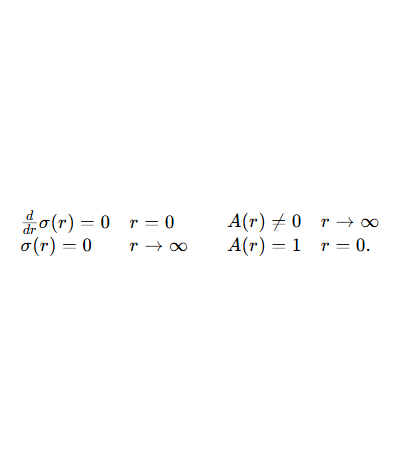 d/dr σ(r) = 0 r = 0 A(r) ≠ 0 r → ∞
σ(r) = 0 r → ∞ A(r) = 1 r = 0.